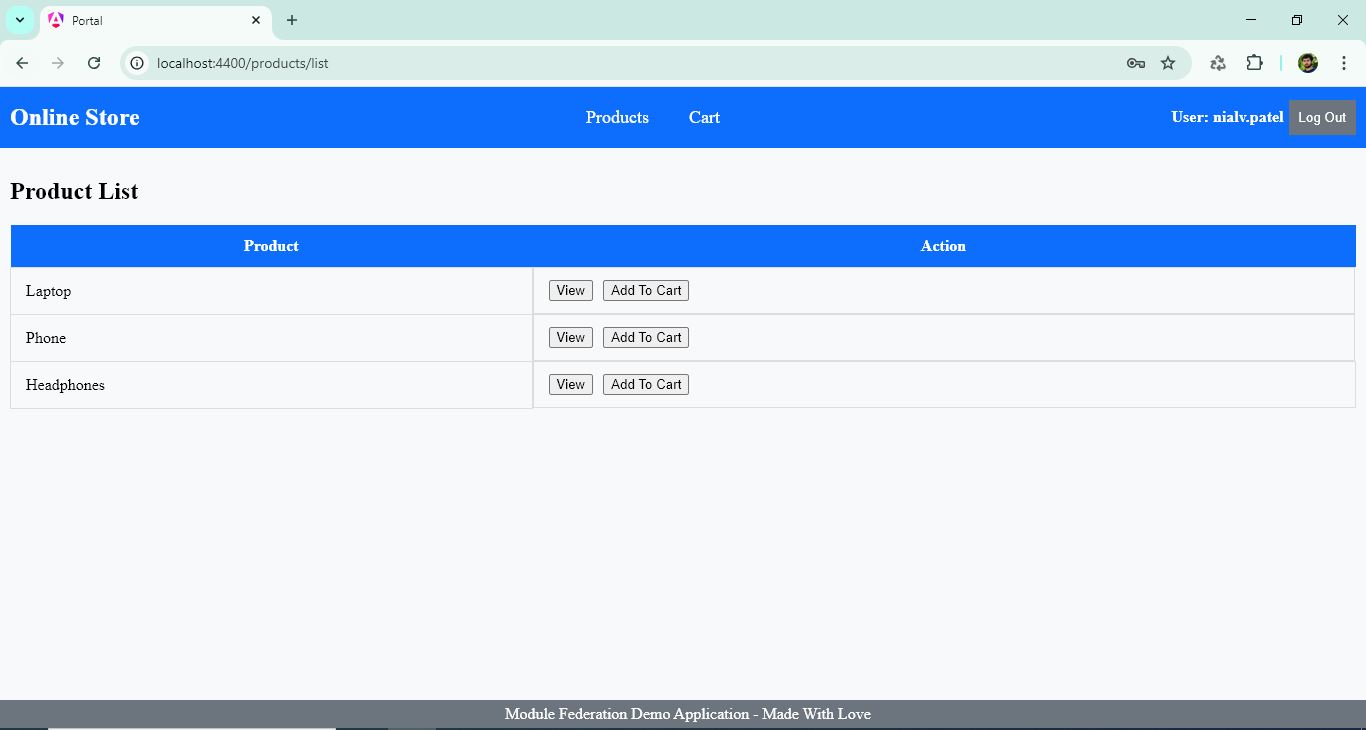 Portal
localhost:4400/products/list
Online Store Products Cart User: nialv.patel Log Out
Product List
Product Action
Laptop View Add To Cart
Phone View Add To Cart
Headphones View Add To Cart
Module Federation Demo Application - Made With Love